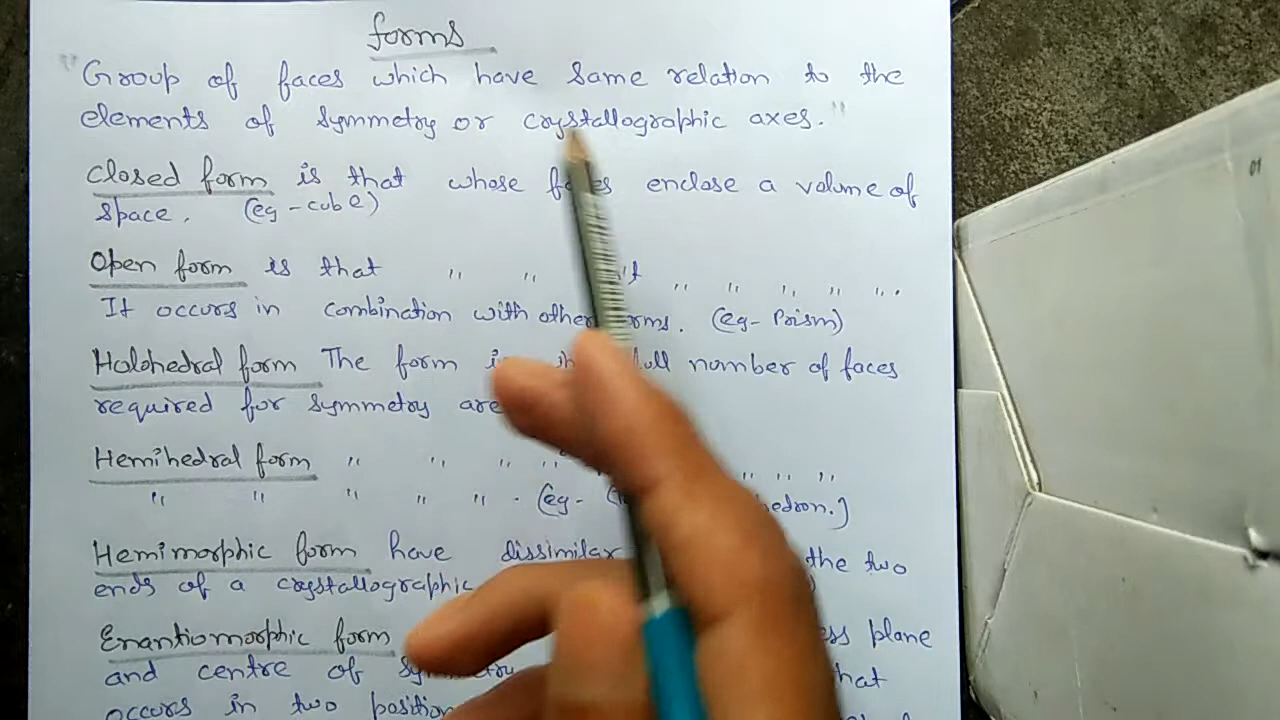 forms
"Group of faces which have same relation to the
elements of symmetry or crystallographic axes."
Closed form is that whose faces enclose a volume of
space. (eg - cube)
Open form is that " " " " " " " ".
It occurs in combination with other forms. (eg- Prism)
Holohedral form The form in full number of faces
required for symmetry are
Hemihedral form " " " " " " "
" " " " " . (eg-
Hemimorphic form have dissimilar the two
ends of a crystallographic
Enantiomorphic form plane
and centre of
occurs in two
01